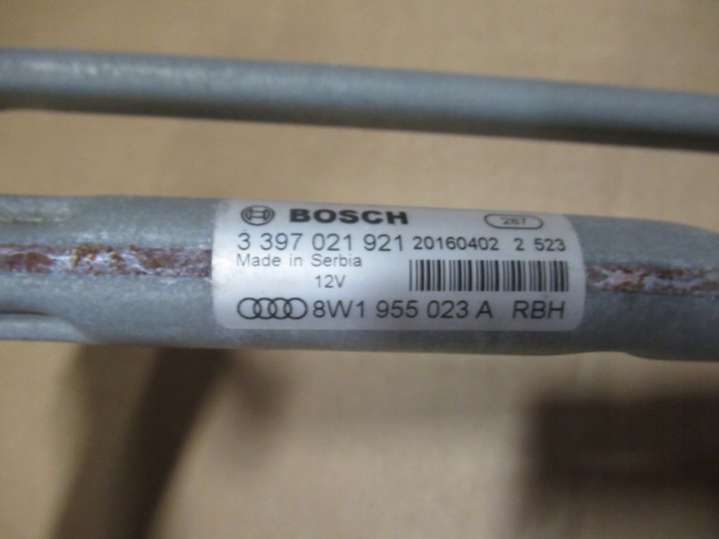 BOSCH
3 397 021 921 20160402 2 523
Made in Serbia
12V
8W1 955 023 A RBH